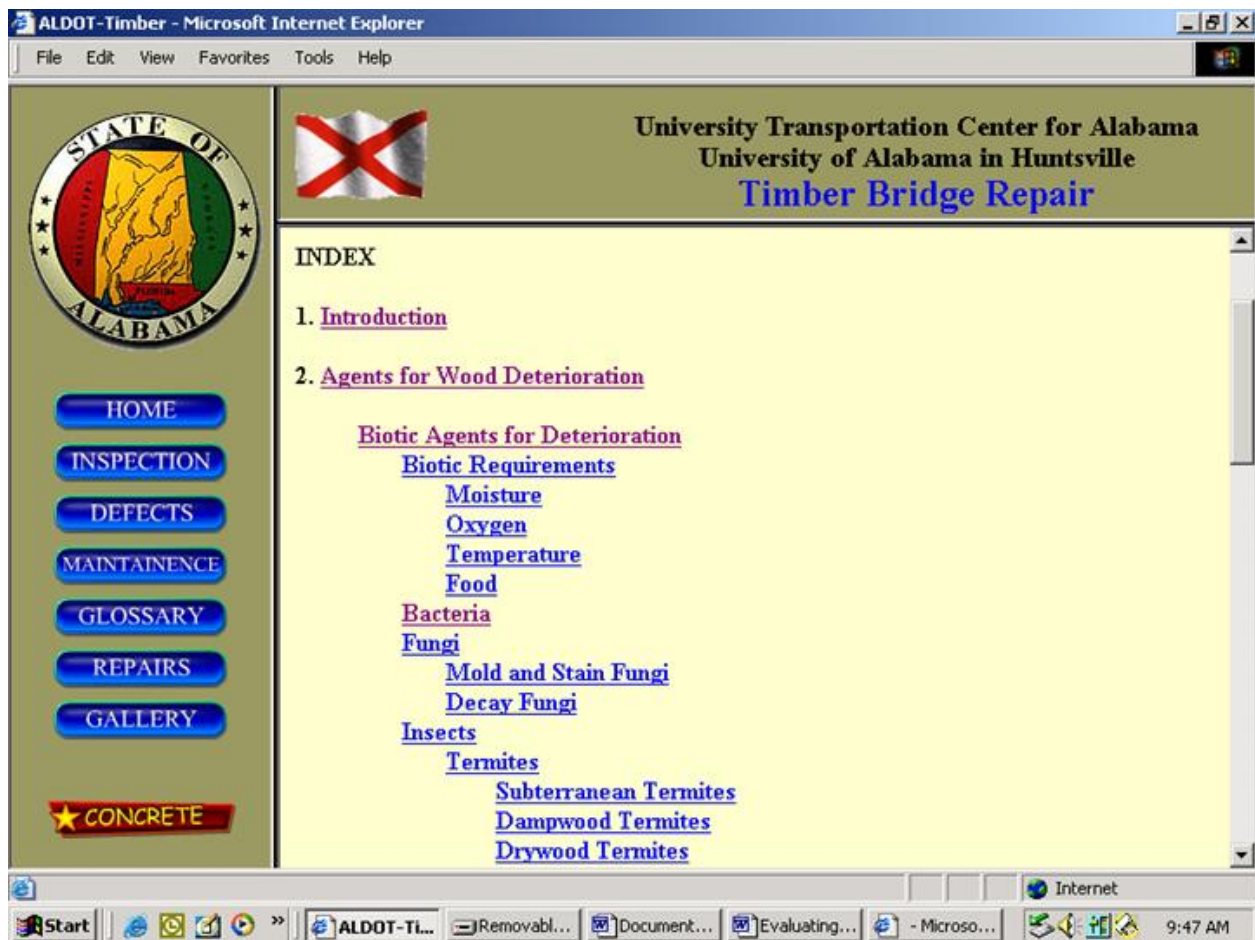 ALDOT-Timber - Microsoft Internet Explorer
File Edit View Favorites Tools Help
STATE OF
MISSISSIPPI
GEORGIA
FLORIDA
ALABAMA
University Transportation Center for Alabama
University of Alabama in Huntsville
Timber Bridge Repair
HOME
INSPECTION
DEFECTS
MAINTAINENCE
GLOSSARY
REPAIRS
GALLERY
CONCRETE
INDEX
1. Introduction
2. Agents for Wood Deterioration
Biotic Agents for Deterioration
Biotic Requirements
Moisture
Oxygen
Temperature
Food
Bacteria
Fungi
Mold and Stain Fungi
Decay Fungi
Insects
Termites
Subterranean Termites
Dampwood Termites
Drywood Termites
Internet
Start » ALDOT-Ti... Removabl... Document... Evaluating... - Microso... 9:47 AM